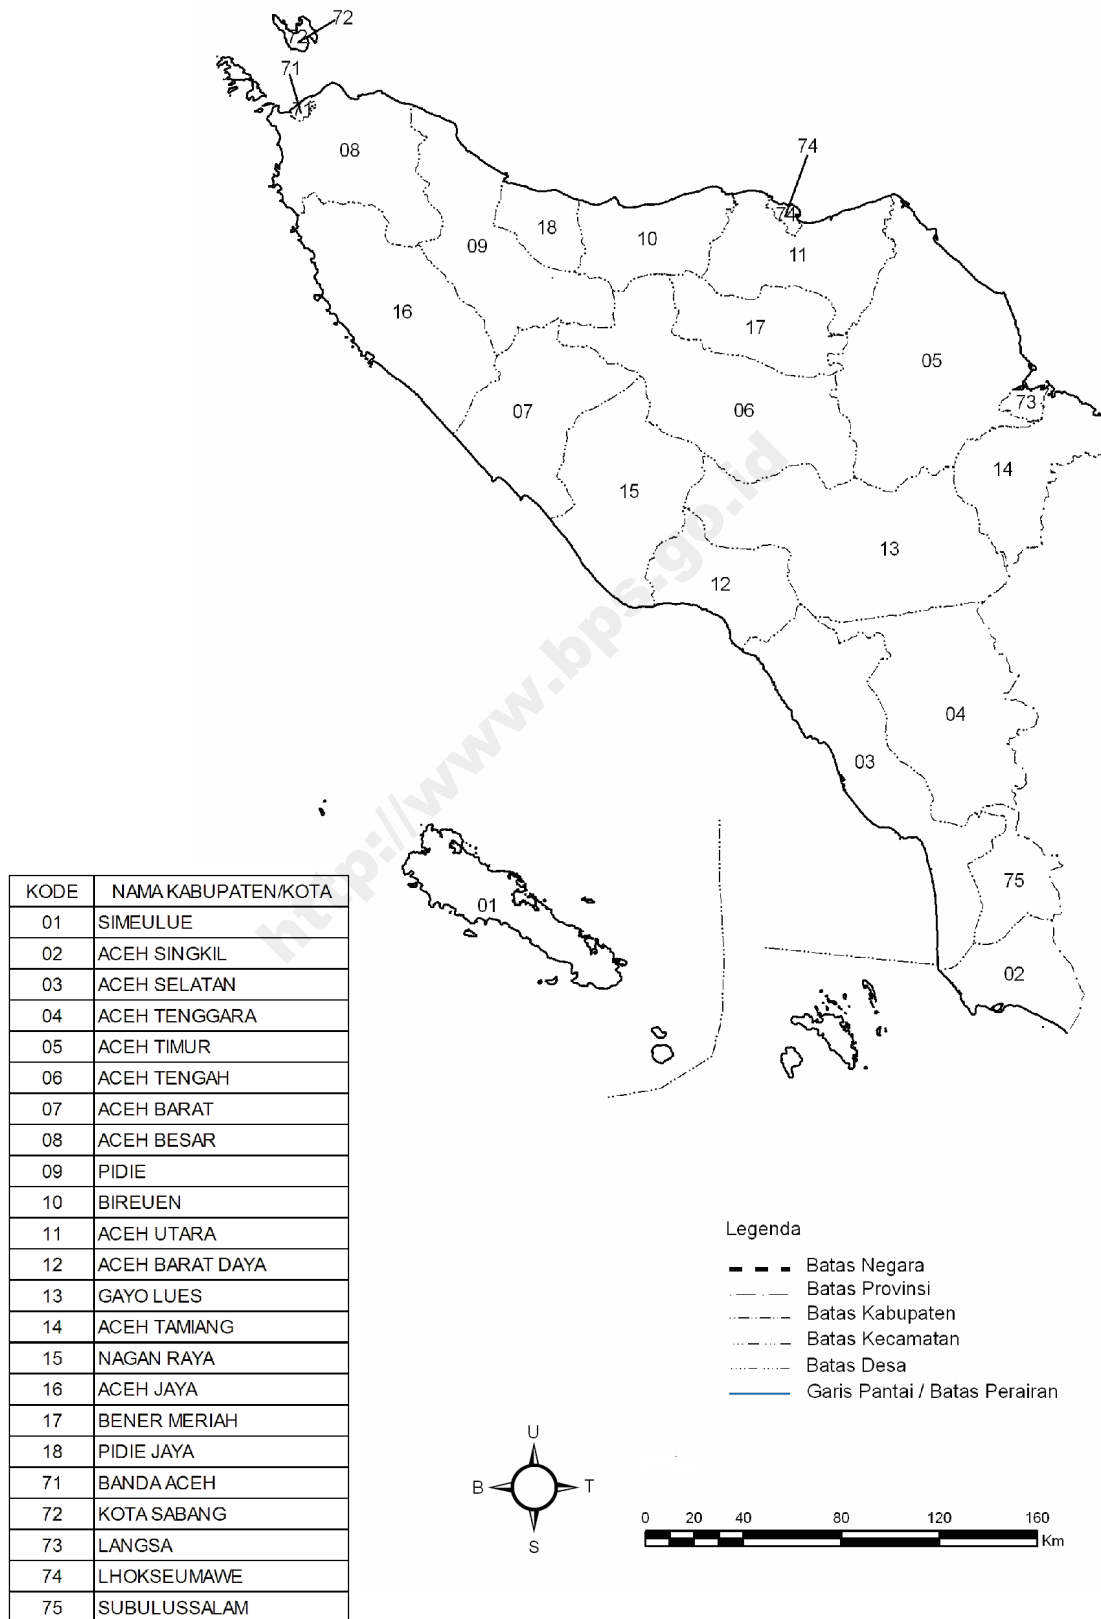 72
72
71
71
08
74
74
18
10
09
11
16
17
05
07
06
73
14
15
13
12
04
03
75
01
02
http://www.bps.go.id
KODE NAMA KABUPATEN/KOTA
01 SIMEULUE
02 ACEH SINGKIL
03 ACEH SELATAN
04 ACEH TENGGARA
05 ACEH TIMUR
06 ACEH TENGAH
07 ACEH BARAT
08 ACEH BESAR
09 PIDIE
10 BIREUEN
11 ACEH UTARA
12 ACEH BARAT DAYA
13 GAYO LUES
14 ACEH TAMIANG
15 NAGAN RAYA
16 ACEH JAYA
17 BENER MERIAH
18 PIDIE JAYA
71 BANDA ACEH
72 KOTA SABANG
73 LANGSA
74 LHOKSEUMAWE
75 SUBULUSSALAM
Legenda
Batas Negara
Batas Provinsi
Batas Kabupaten
Batas Kecamatan
Batas Desa
Garis Pantai / Batas Perairan
U
B T
S
0 20 40 80 120 160
Km